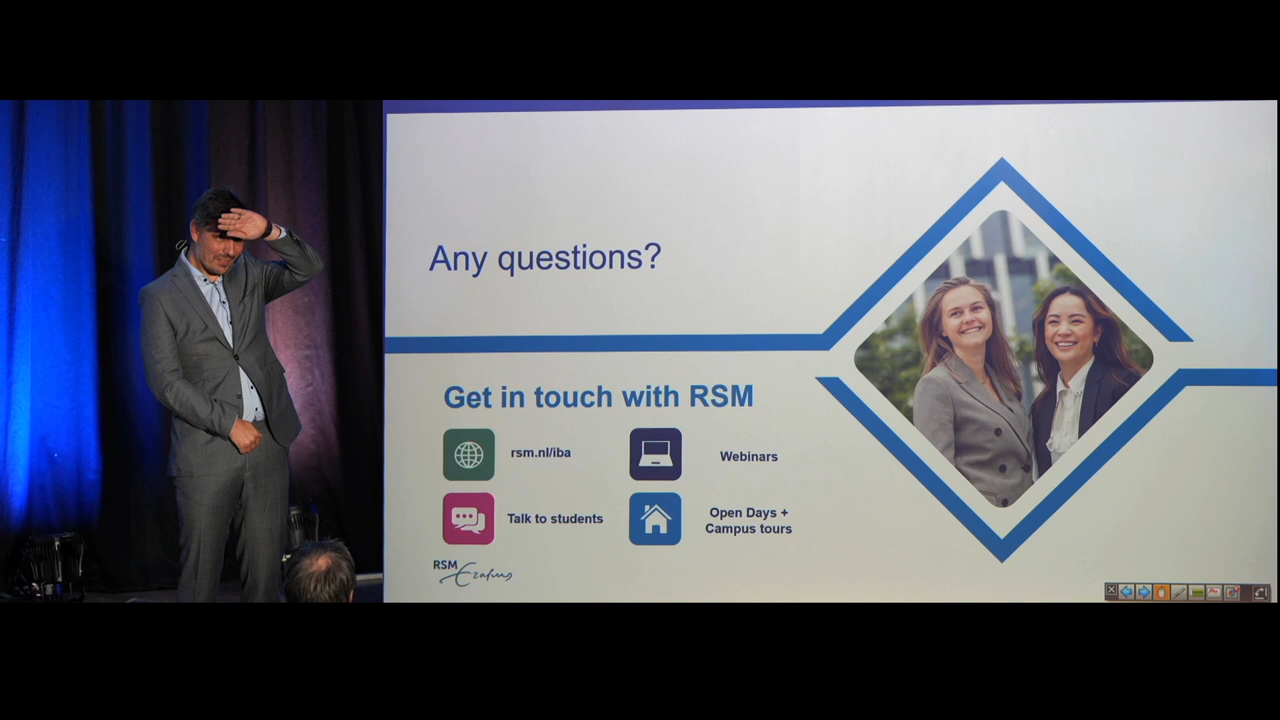 Any questions?
Get in touch with RSM
rsm.nl/iba
Webinars
Talk to students
Open Days +
Campus tours
RSM
Erasmus